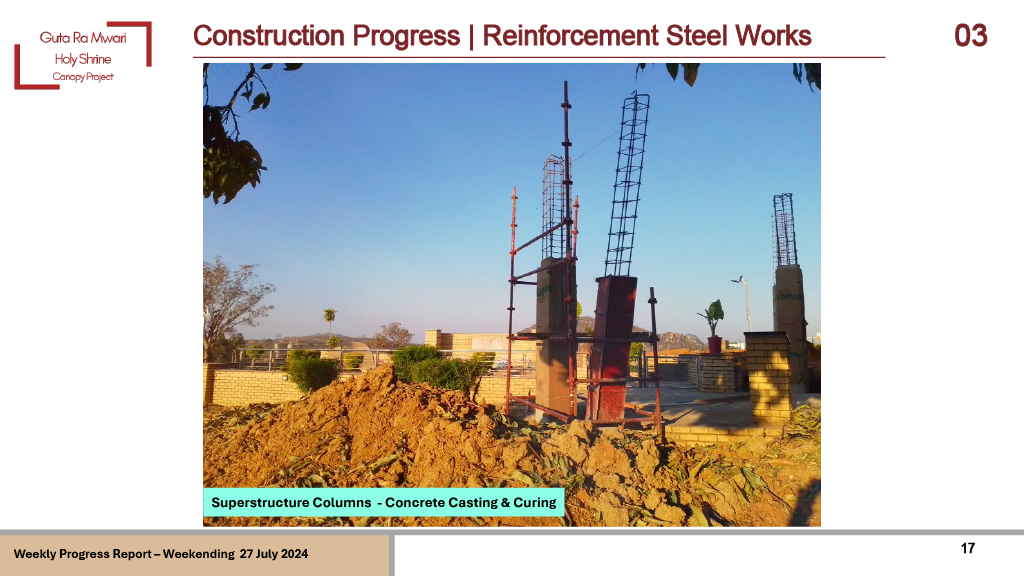 Guta Ra Mwari
Holy Shrine
Canopy Project
Construction Progress | Reinforcement Steel Works
03
Superstructure Columns - Concrete Casting & Curing
Weekly Progress Report – Weekending 27 July 2024
17